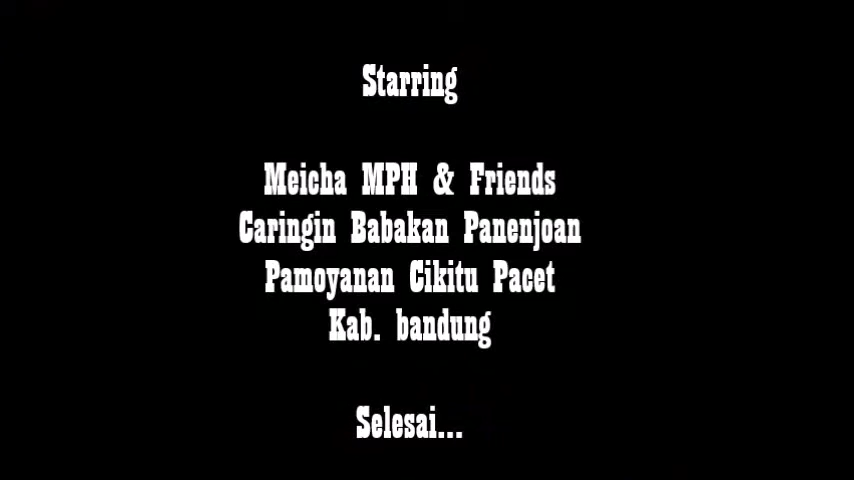 Starring
Meicha MPH & Friends
Caringin Babakan Panenjoan
Pamoyanan Cikitu Pacet
Kab. bandung
Selesai...